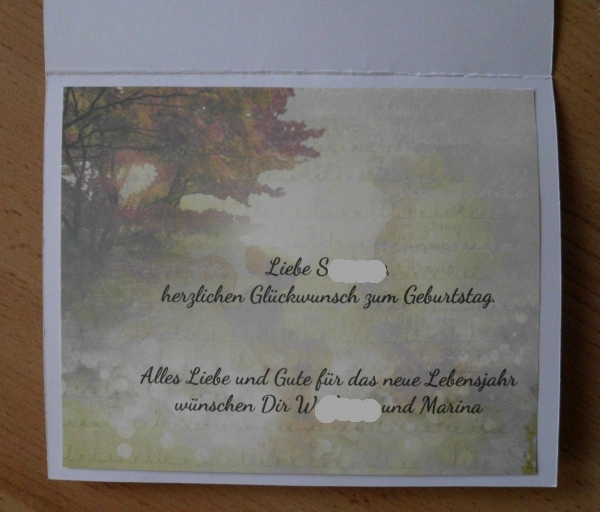 Liebe S
herzlichen Glückwunsch zum Geburtstag.
Alles Liebe und Gute für das neue Lebensjahr
wünschen Dir W und Marina